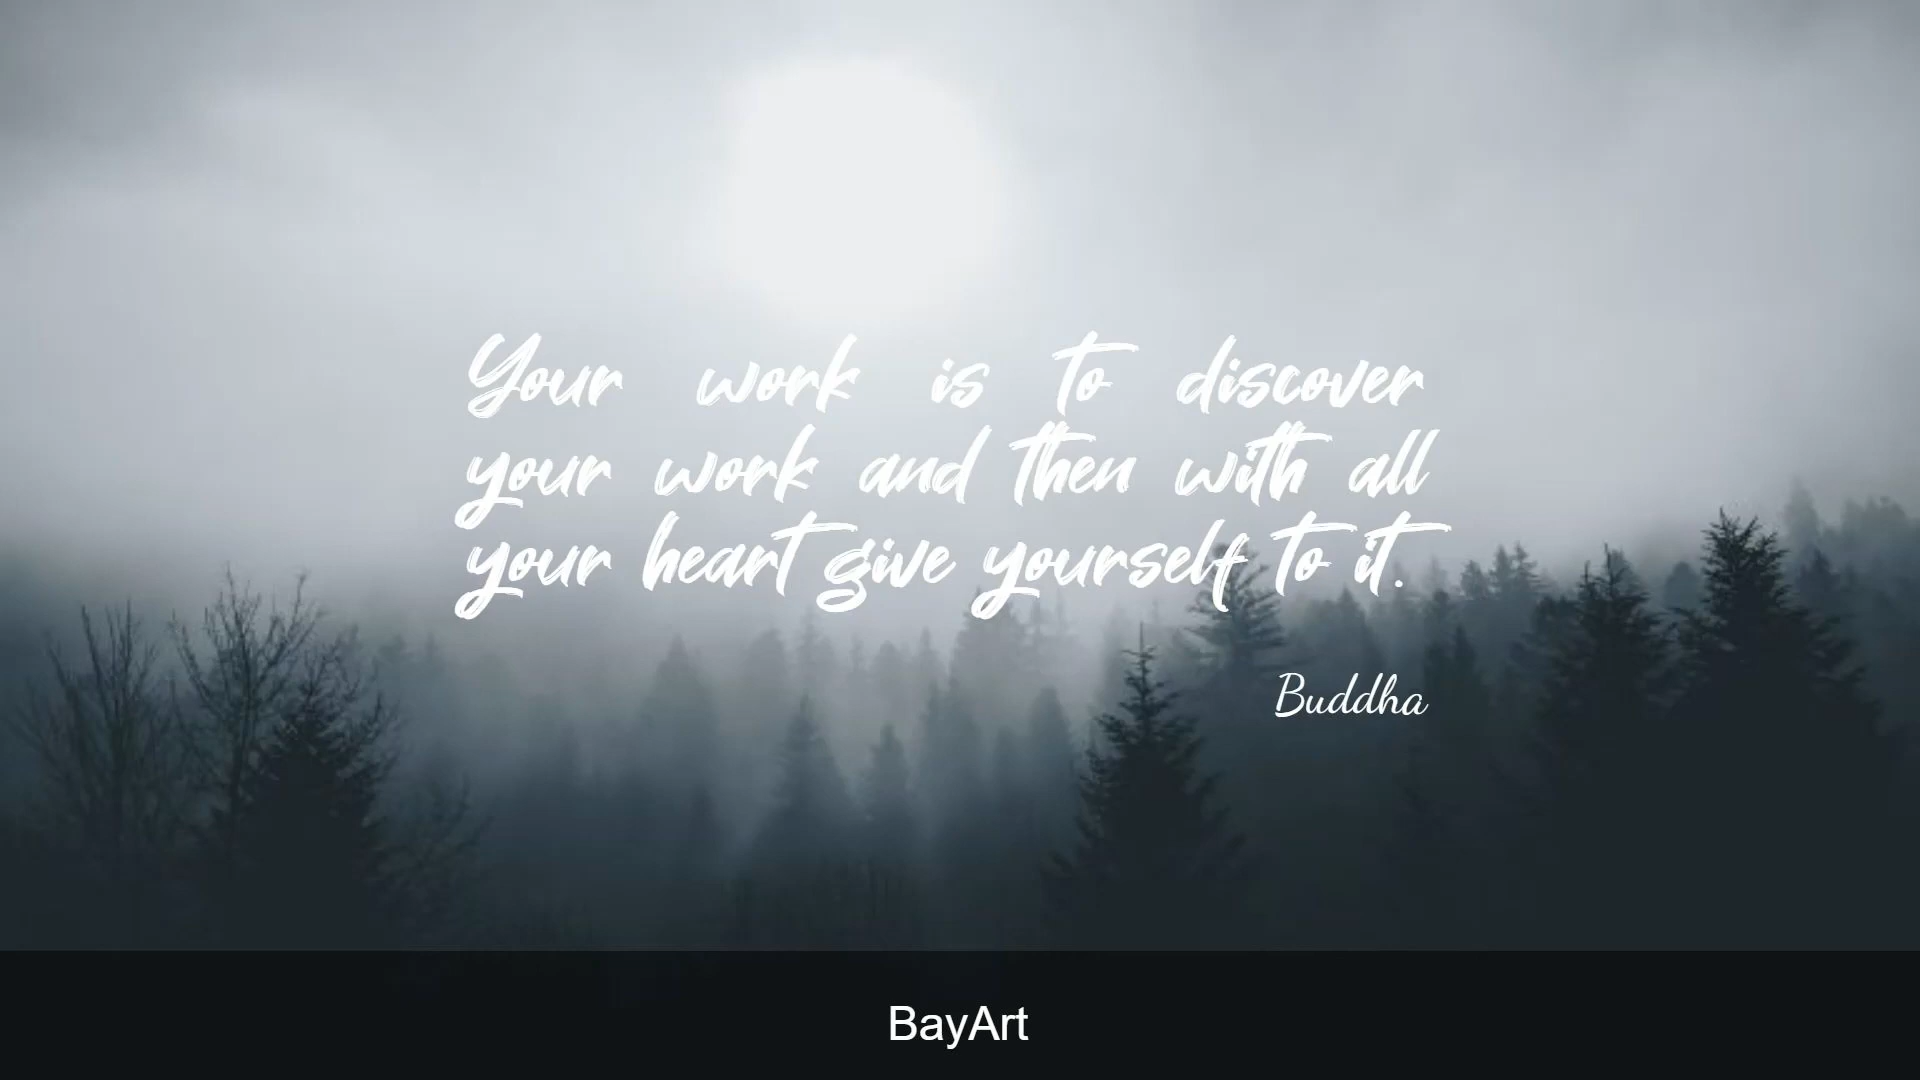 Your work is to discover
your work and then with all
your heart give yourself to it.
Buddha
BayArt